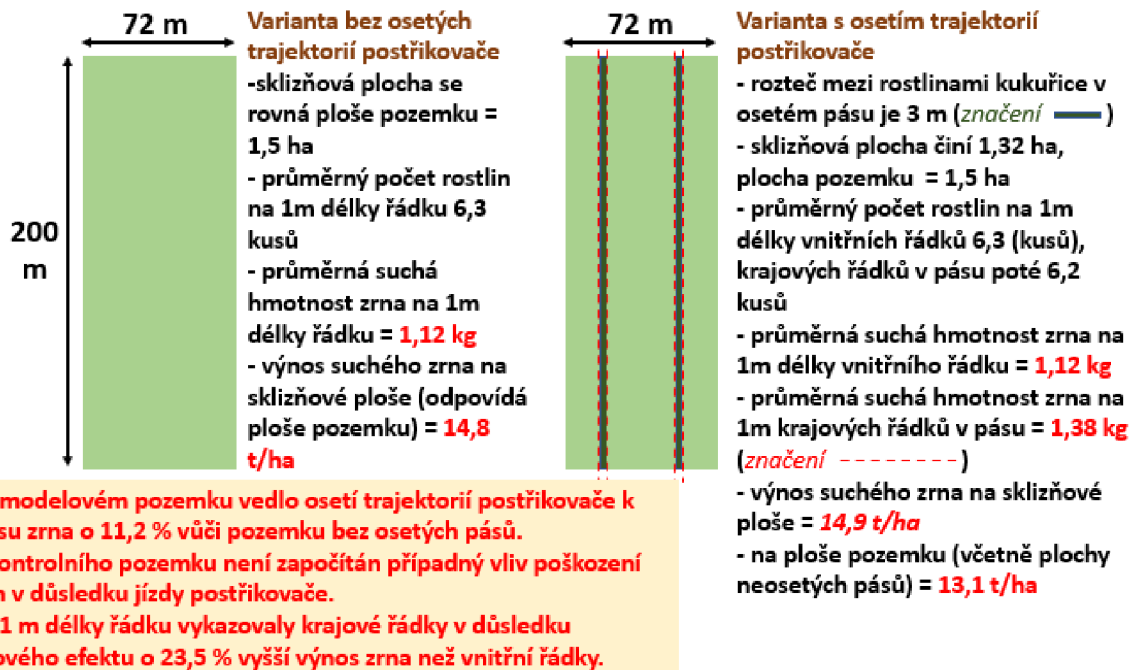 72 m
200
m
Varianta bez osetých
trajektorií postřikovače
-sklizňová plocha se
rovná ploše pozemku =
1,5 ha
- průměrný počet rostlin
na 1m délky řádku 6,3
kusů
- průměrná suchá
hmotnost zrna na 1m
délky řádku = 1,12 kg
- výnos suchého zrna na
sklizňové ploše (odpovídá
ploše pozemku) = 14,8
t/ha
72 m
Varianta s osetím trajektorií
postřikovače
- rozteč mezi rostlinami kukuřice v
osetém pásu je 3 m (značení )
- sklizňová plocha činí 1,32 ha,
plocha pozemku = 1,5 ha
- průměrný počet rostlin na 1m
délky vnitřních řádků 6,3 (kusů),
krajových řádků v pásu poté 6,2
kusů
- průměrná suchá hmotnost zrna na
1m délky vnitřního řádku = 1,12 kg
- průměrná suchá hmotnost zrna na
1m krajových řádků v pásu = 1,38 kg
(značení --------)
- výnos suchého zrna na sklizňové
ploše = 14,9 t/ha
- na ploše pozemku (včetně plochy
neosetých pásů) = 13,1 t/ha
modelovém pozemku vedlo osetí trajektorií postřikovače k
su zrna o 11,2 % vůči pozemku bez osetých pásů.
ontrolního pozemku není započítán případný vliv poškození
v důsledku jízdy postřikovače.
1 m délky řádku vykazovaly krajové řádky v důsledku
ového efektu o 23,5 % vyšší výnos zrna než vnitřní řádky.